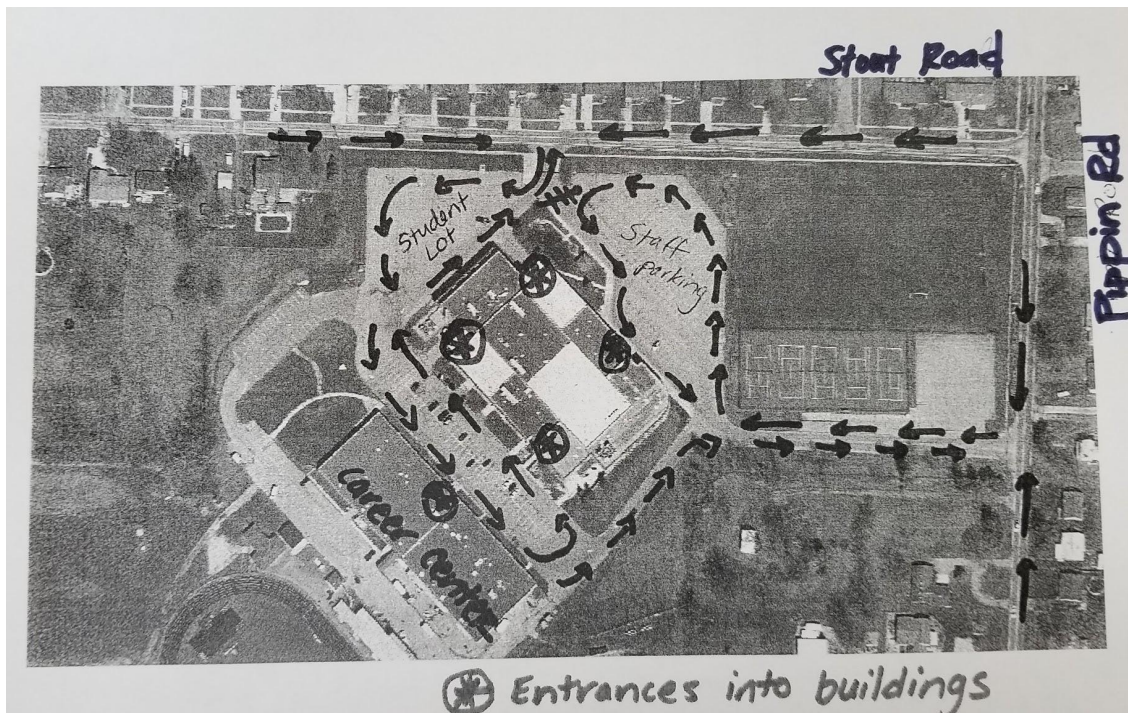 Stout Road
Pippin Rd
Student
Lot
Staff
parking
Career Center
Entrances into buildings